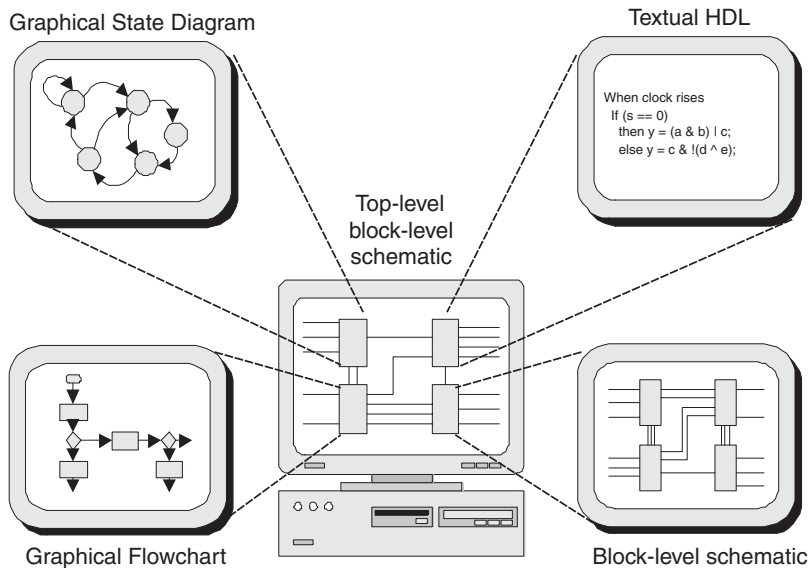 Graphical State Diagram
Textual HDL
When clock rises
If (s == 0)
then y = (a & b) | c;
else y = c & !(d ^ e);
Top-level
block-level
schematic
Graphical Flowchart
Block-level schematic